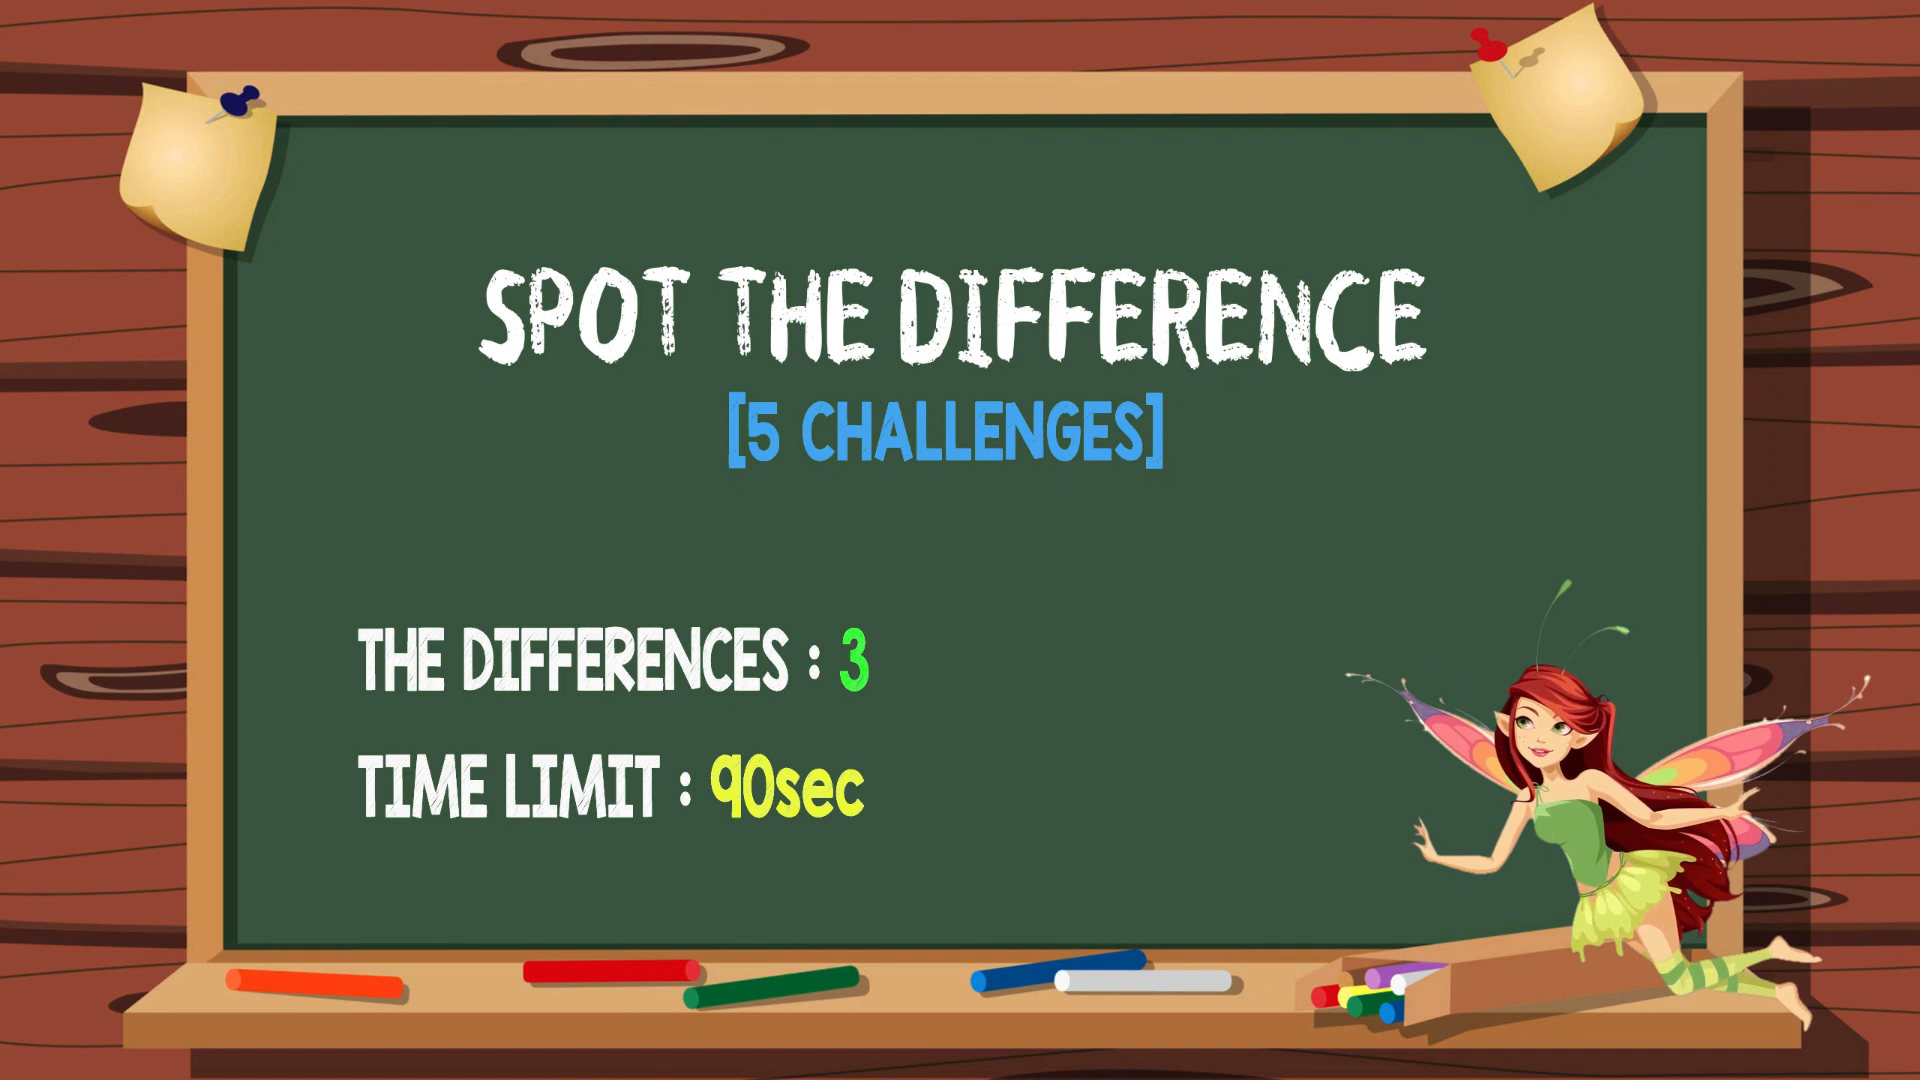 SPOT THE DIFFERENCE
[5 CHALLENGES]
THE DIFFERENCES : 3
TIME LIMIT : 90sec